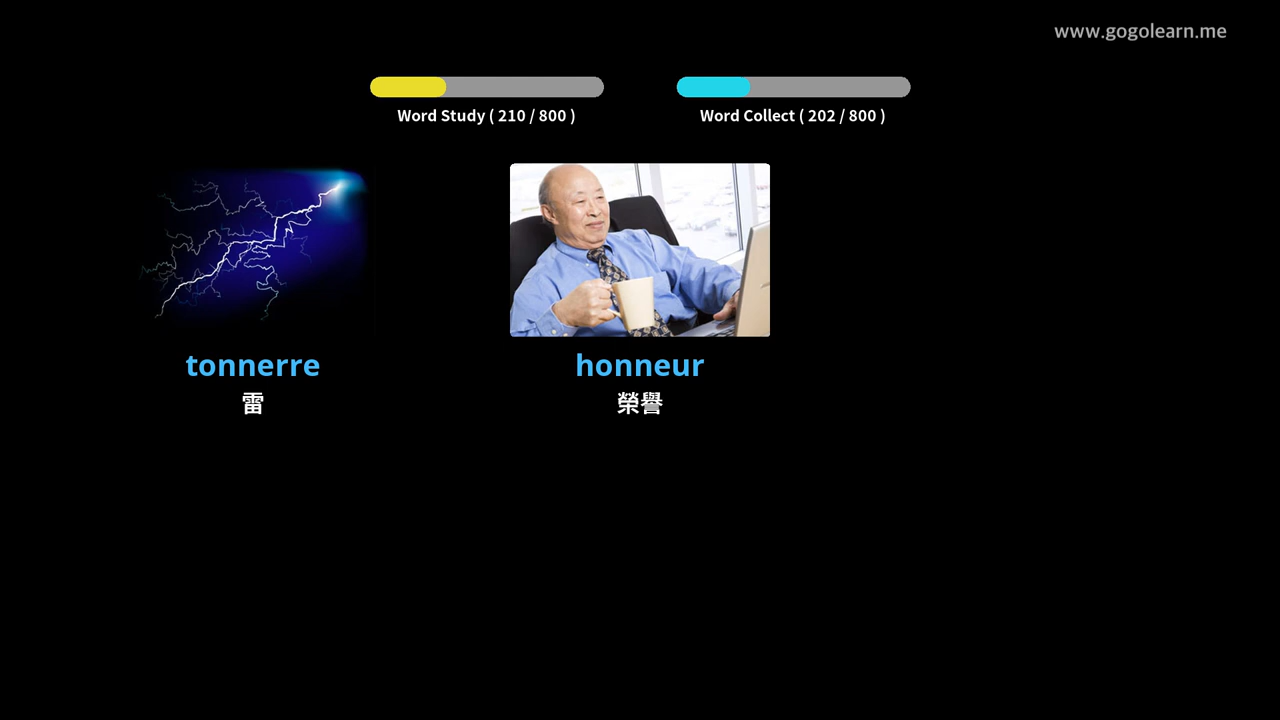 www.gogolearn.me
Word Study ( 210 / 800 )
Word Collect ( 202 / 800 )
tonnerre
雷
honneur
榮譽